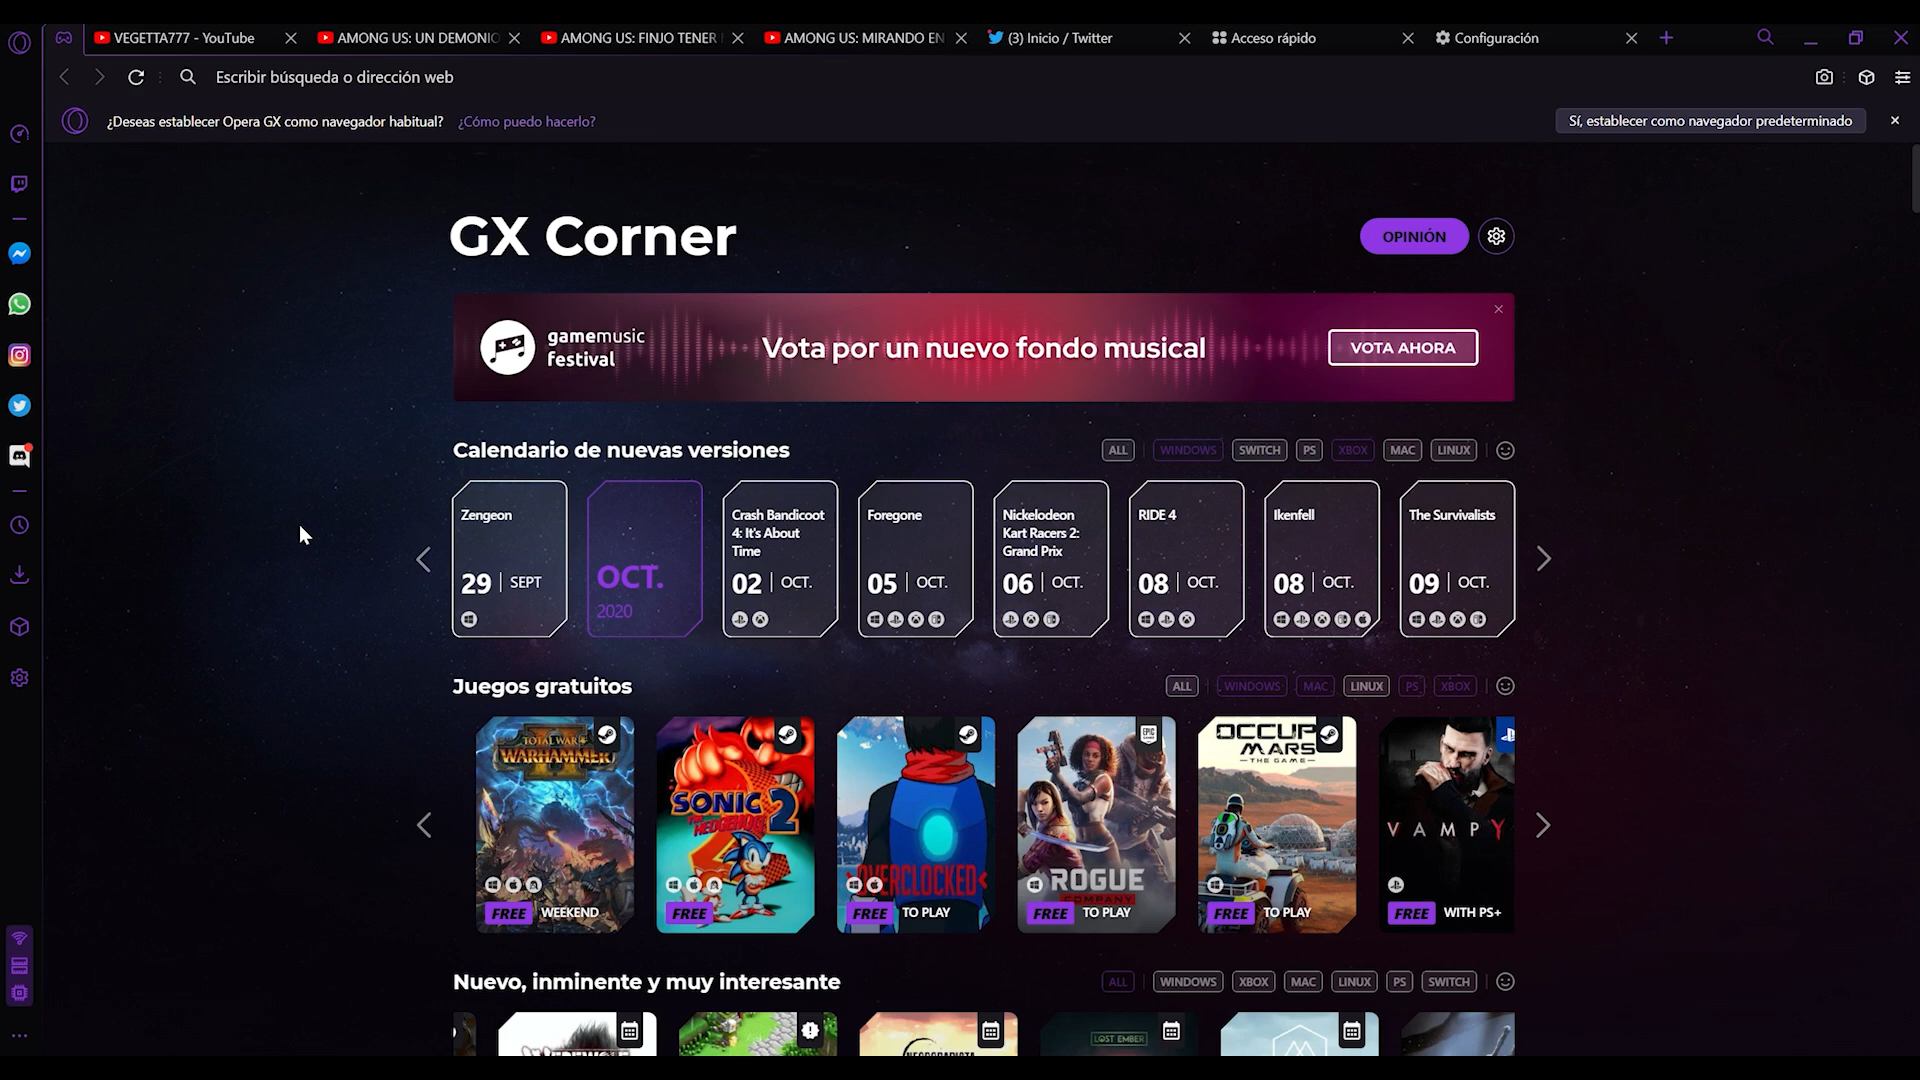 VEGETTA777 - YouTube
AMONG US: UN DEMONIO
AMONG US: FINJO TENER
AMONG US: MIRANDO EN
(3) Inicio / Twitter
Acceso rápido
Configuración
Escribir búsqueda o dirección web
¿Deseas establecer Opera GX como navegador habitual? ¿Cómo puedo hacerlo?
Sí, establecer como navegador predeterminado
GX Corner
OPINIÓN
gamemusic
festival
Vota por un nuevo fondo musical
VOTA AHORA
Calendario de nuevas versiones
ALL WINDOWS SWITCH PS XBOX MAC LINUX
Zengeon
29 SEPT
OCT.
2020
Crash Bandicoot
4: It's About
Time
02 OCT.
Foregone
05 OCT.
Nickelodeon
Kart Racers 2:
Grand Prix
06 OCT.
RIDE 4
08 OCT.
Ikenfell
08 OCT.
The Survivalists
09 OCT.
Juegos gratuitos
ALL WINDOWS MAC LINUX PS XBOX
TOTAL WAR
WARHAMMER
II
FREE WEEKEND
SONIC 2
THE HEDGEHOG
FREE
OVERCLOCKED
FREE TO PLAY
EPIC
GAMES
ROGUE
COMPANY
FREE TO PLAY
OCCUPY
MARS
THE GAME
FREE TO PLAY
VAMPY
FREE WITH PS+
Nuevo, inminente y muy interesante
ALL WINDOWS XBOX MAC LINUX PS SWITCH
LOST EMBER